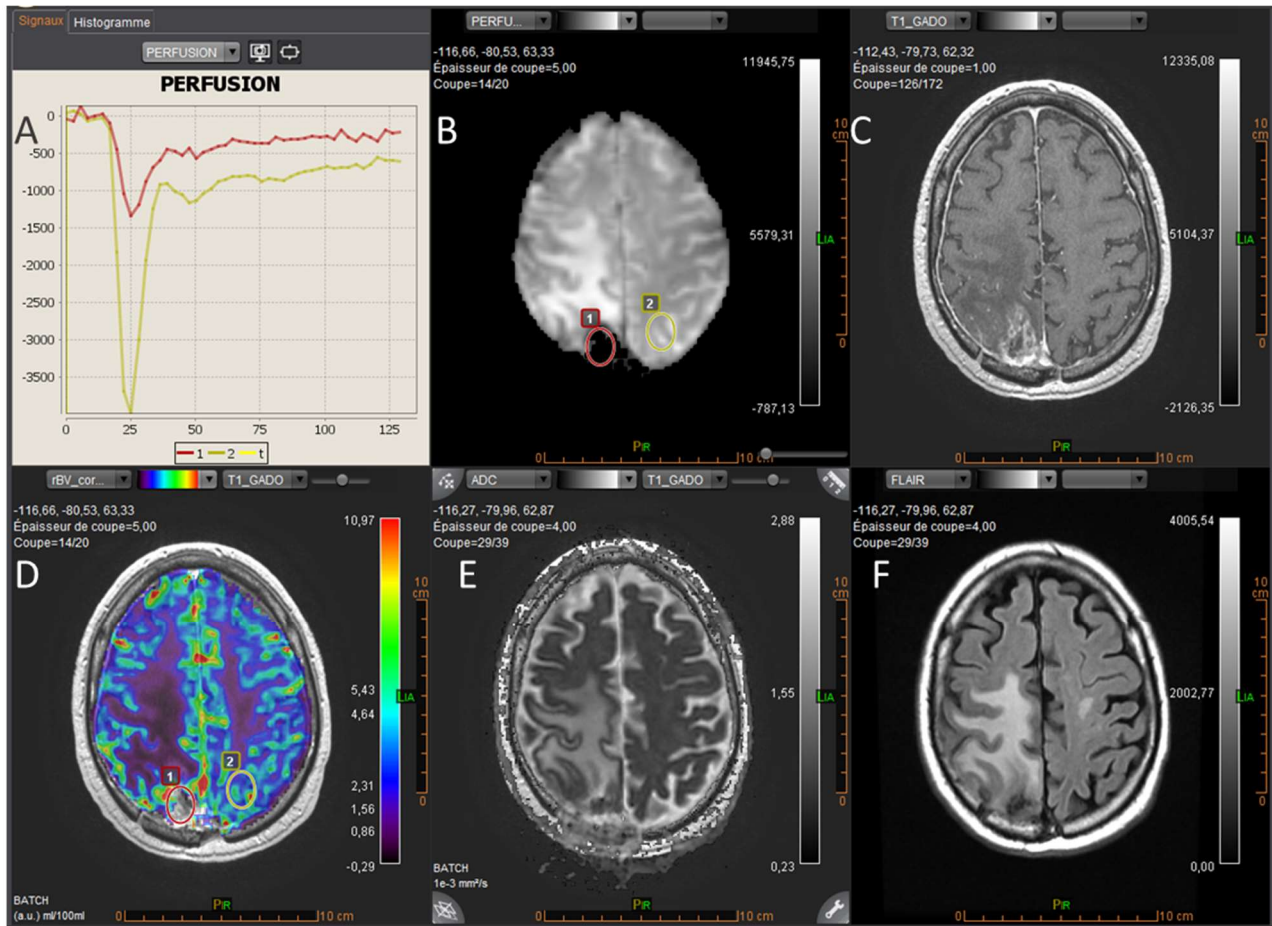 Signaux Histogramme
PERFUSION
PERFUSION
A
0
-500
-1000
-1500
-2000
-2500
-3000
-3500
0 25 50 75 100 125
1 2 t
PERFU...
-116,66, -80,53, 63,33
Épaisseur de coupe=5,00
Coupe=14/20
B
11945,75
5579,31
-787,13
10 cm
0
LIA
1
2
PIR
0 10 cm
T1_GADO
-112,43, -79,73, 62,32
Épaisseur de coupe=1,00
Coupe=126/172
C
12335,08
5104,37
-2126,35
10 cm
0
LIA
PIR
0 10 cm
rBV_cor... T1_GADO
-116,66, -80,53, 63,33
Épaisseur de coupe=5,00
Coupe=14/20
D
10,97
5,43
4,64
2,31
1,56
0,86
-0,29
10 cm
0
LIA
1
2
BATCH
(a.u.) ml/100ml
PIR
0 10 cm
ADC T1_GADO
-116,27, -79,96, 62,87
Épaisseur de coupe=4,00
Coupe=29/39
E
2,88
1,55
0,23
10 cm
0
LIA
BATCH
1e-3 mm²/s
PIR
0 10 cm
FLAIR
-116,27, -79,96, 62,87
Épaisseur de coupe=4,00
Coupe=29/39
F
4005,54
2002,77
0,00
10 cm
0
LIA
PIR
0 10 cm